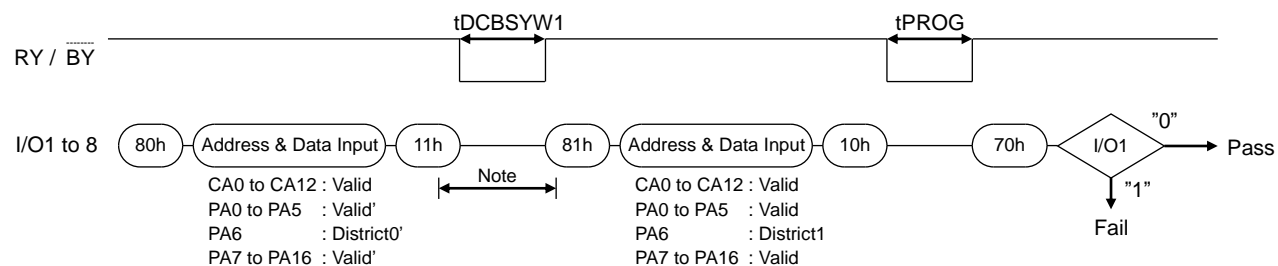 tDCBSYW1
tPROG
RY / BY
I/O1 to 8
80h
Address & Data Input
11h
81h
Address & Data Input
10h
70h
I/O1
"0"
Pass
Note
"1"
Fail
CA0 to CA12 : Valid
PA0 to PA5 : Valid'
PA6 : District0'
PA7 to PA16 : Valid'
CA0 to CA12 : Valid
PA0 to PA5 : Valid
PA6 : District1
PA7 to PA16 : Valid